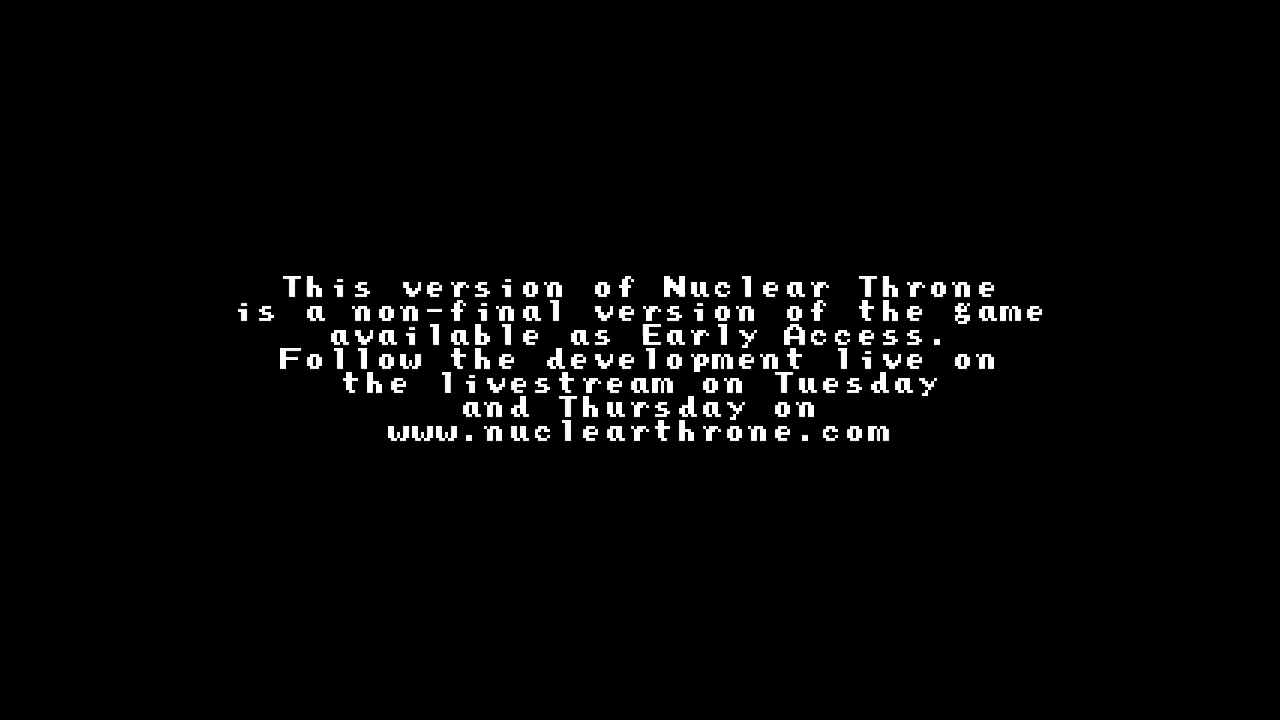 This version of Nuclear Throne
is a non-final version of the game
available as Early Access.
Follow the development live on
the livestream on Tuesday
and Thursday on
www.nuclearthrone.com